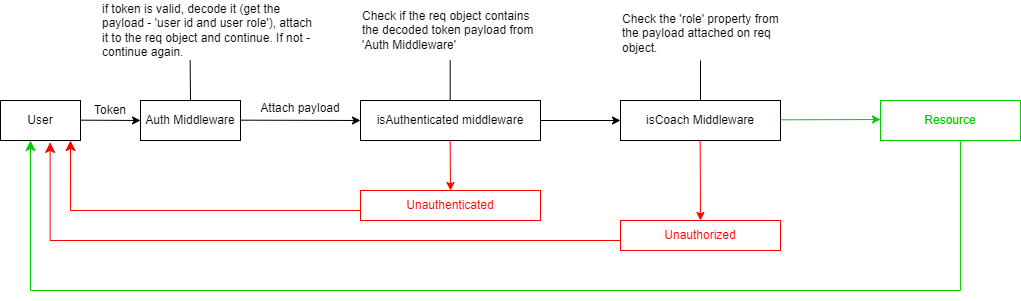 if token is valid, decode it (get the
payload - 'user id and user role'), attach
it to the req object and continue. If not -
continue again.
Check if the req object contains
the decoded token payload from
'Auth Middleware'
Check the 'role' property from
the payload attached on req
object.
User
Token
Auth Middleware
Attach payload
isAuthenticated middleware
isCoach Middleware
Resource
Unauthenticated
Unauthorized